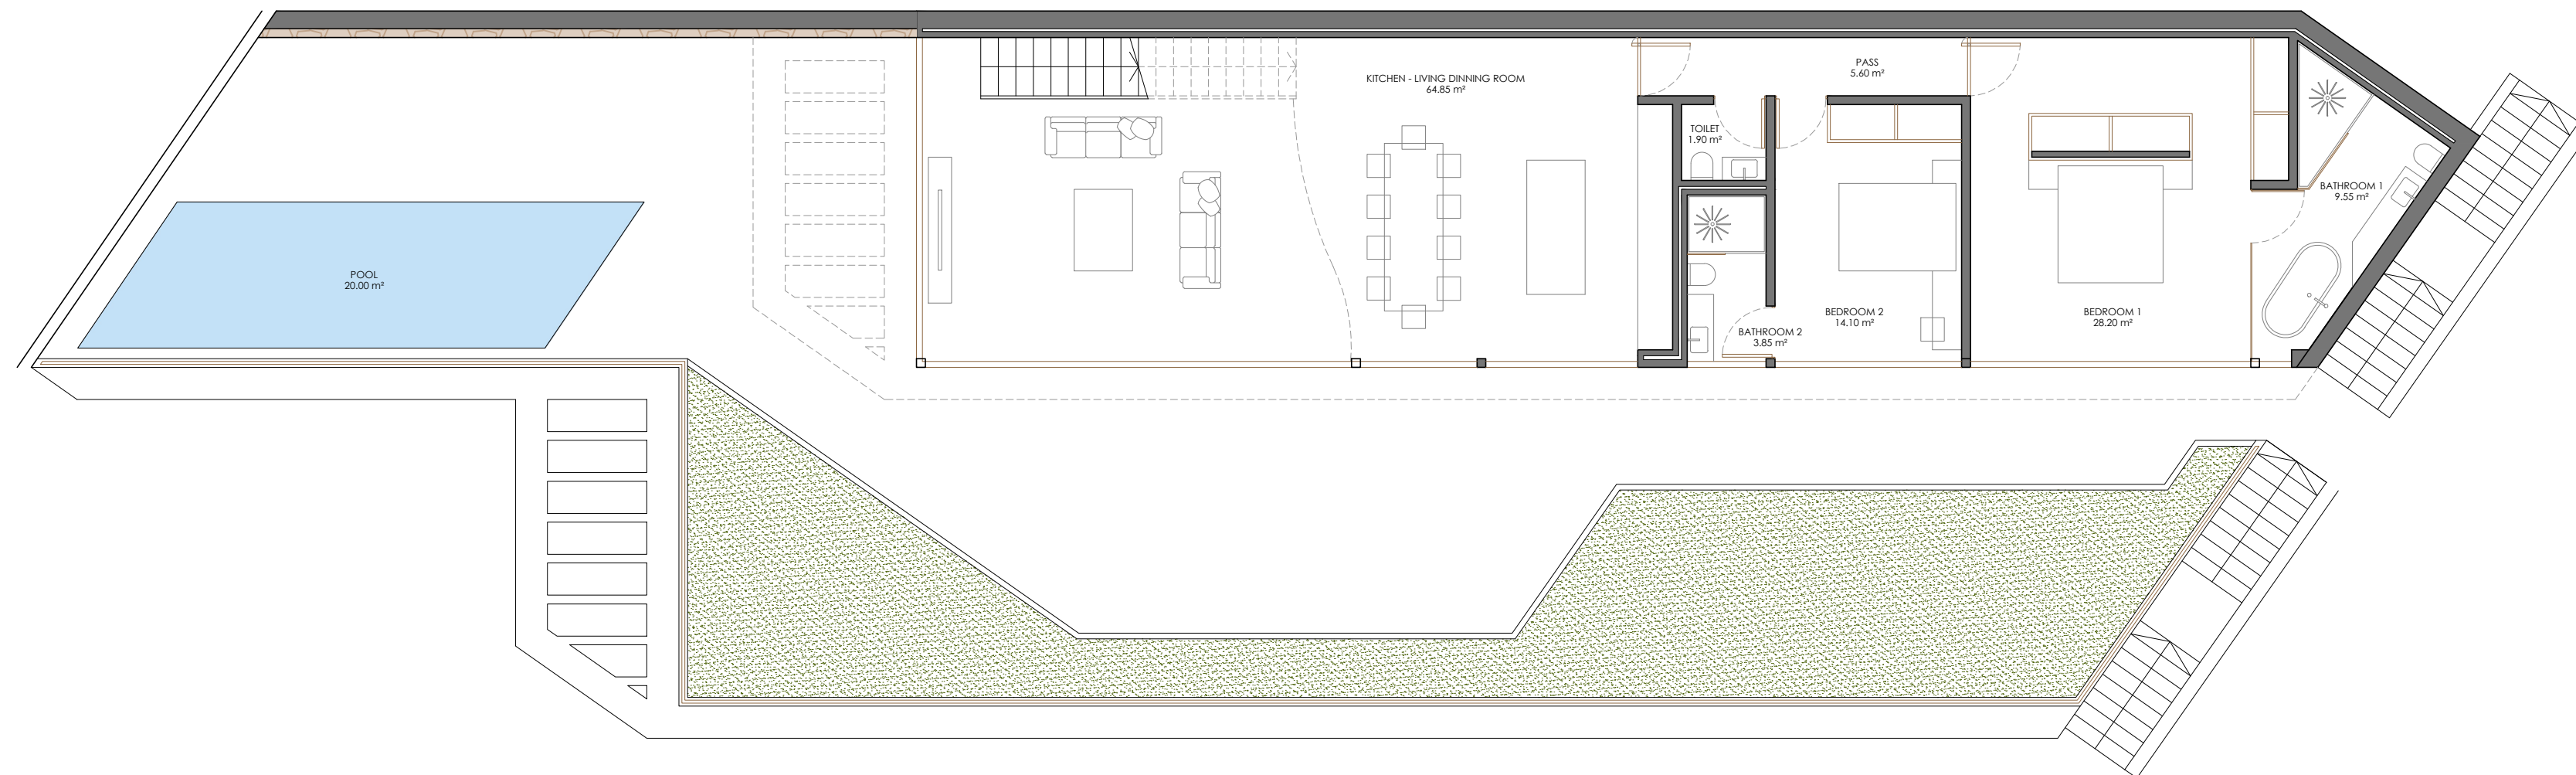 KITCHEN - LIVING DINNING ROOM
64.85 m²
PASS
5.60 m²
TOILET
1.90 m²
BATHROOM 1
9.55 m²
POOL
20.00 m²
BEDROOM 2
14.10 m²
BEDROOM 1
28.20 m²
BATHROOM 2
3.85 m²